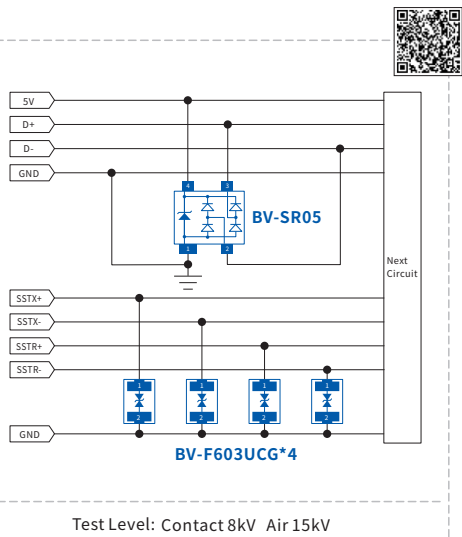 5V
D+
D-
GND
4
3
BV-SR05
1
2
Next
Circuit
SSTX+
SSTX-
SSTR+
SSTR-
1
1
1
1
2
2
2
2
GND
BV-F603UCG*4
Test Level: Contact 8kV Air 15kV